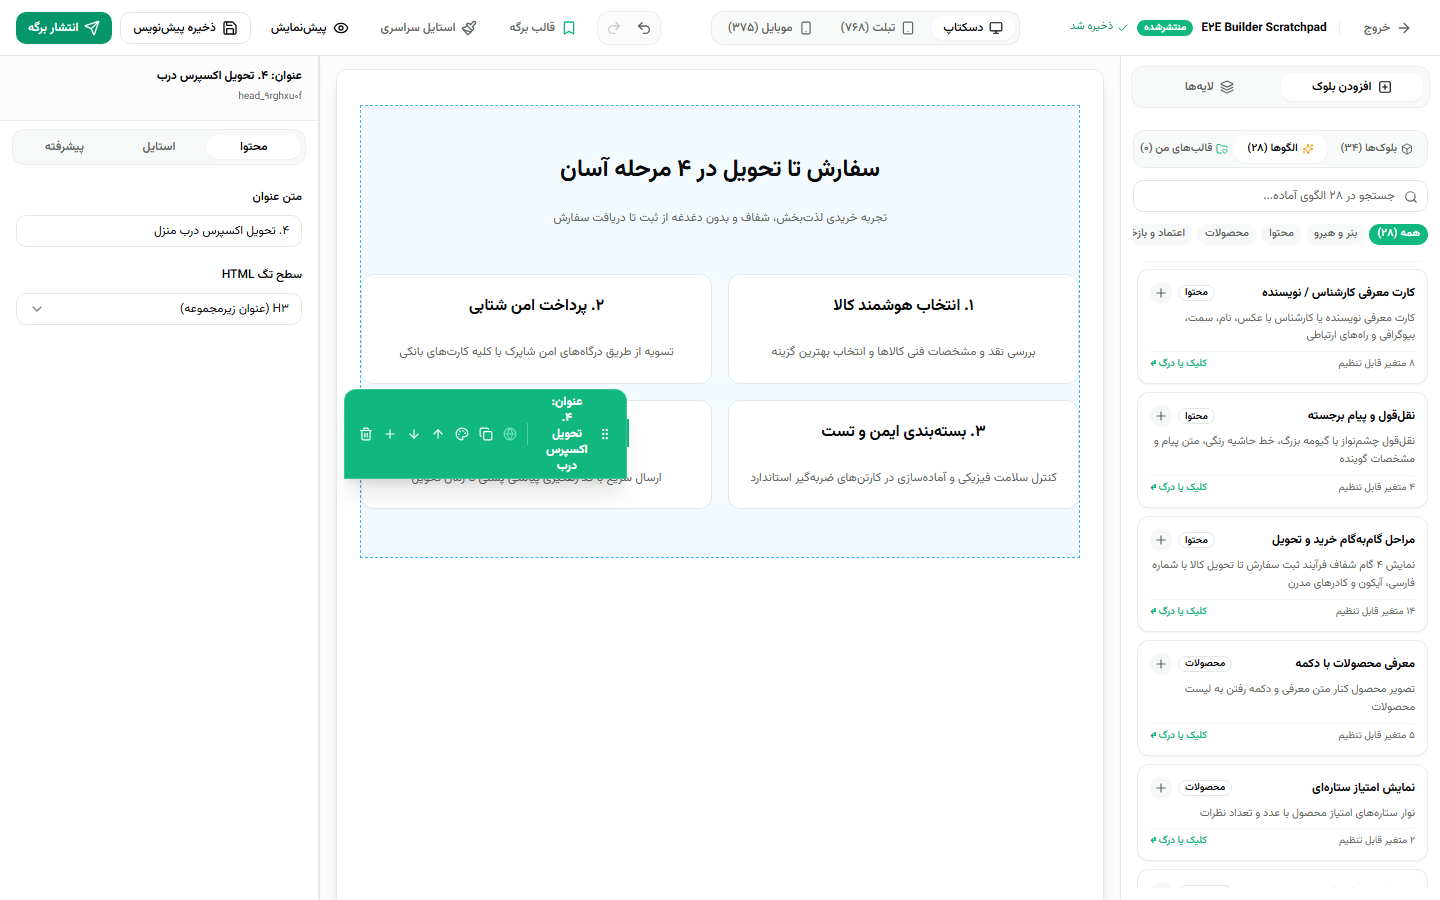 خروج
E2E Builder Scratchpad
منتشرشده
ذخیره شد
دسکتاپ
تبلت (۷۶۸)
موبایل (۳۷۵)
قالب برگه
استایل سراسری
پیش‌نمایش
ذخیره پیش‌نویس
انتشار برگه
افزودن بلوک
لایه‌ها
بلوک‌ها (۳۴)
الگوها (۲۸)
قالب‌های من (۰)
جستجو در ۲۸ الگوی آماده...
همه (۲۸)
بنر و هیرو
محتوا
محصولات
اعتماد و بازخ
کارت معرفی کارشناس / نویسنده
محتوا
کارت معرفی نویسنده یا کارشناس با عکس، نام، سمت،
بیوگرافی و راه‌های ارتباطی
۸ متغیر قابل تنظیم
کلیک یا درگ
نقل‌قول و پیام برجسته
محتوا
نقل‌قول چشم‌نواز با گیومه بزرگ، خط حاشیه رنگی، متن پیام و
مشخصات گوینده
۴ متغیر قابل تنظیم
کلیک یا درگ
مراحل گام‌به‌گام خرید و تحویل
محتوا
نمایش ۴ گام شفاف فرآیند ثبت سفارش تا تحویل کالا با شماره
فارسی، آیکون و کادرهای مدرن
۱۴ متغیر قابل تنظیم
کلیک یا درگ
معرفی محصولات با دکمه
محصولات
تصویر محصول کنار متن معرفی و دکمه رفتن به لیست
محصولات
۵ متغیر قابل تنظیم
کلیک یا درگ
نمایش امتیاز ستاره‌ای
محصولات
نوار ستاره‌های امتیاز محصول با عدد و تعداد نظرات
۲ متغیر قابل تنظیم
کلیک یا درگ
سفارش تا تحویل در ۴ مرحله آسان
تجربه خریدی لذت‌بخش، شفاف و بدون دغدغه از ثبت تا دریافت سفارش
۱. انتخاب هوشمند کالا
بررسی نقد و مشخصات فنی کالاها و انتخاب بهترین گزینه
۲. پرداخت امن شتابی
تسویه از طریق درگاه‌های امن شاپرک با کلیه کارت‌های بانکی
۳. بسته‌بندی ایمن و تست
کنترل سلامت فیزیکی و آماده‌سازی در کارتن‌های ضربه‌گیر استاندارد
عنوان:
۴.
تحویل
اکسپرس
درب
ارسال سریع با کد
عنوان: ۴. تحویل اکسپرس درب
head_۹rghxu۰f
محتوا
استایل
پیشرفته
متن عنوان
۴. تحویل اکسپرس درب منزل
سطح تگ HTML
H۳ (عنوان زیرمجموعه)